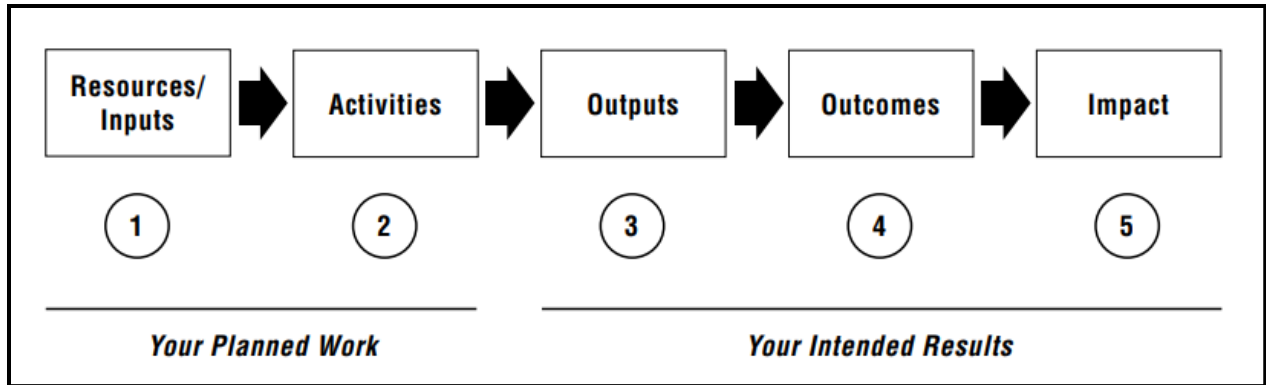 Resources/
Inputs
Activities
Outputs
Outcomes
Impact
1
2
3
4
5
Your Planned Work
Your Intended Results